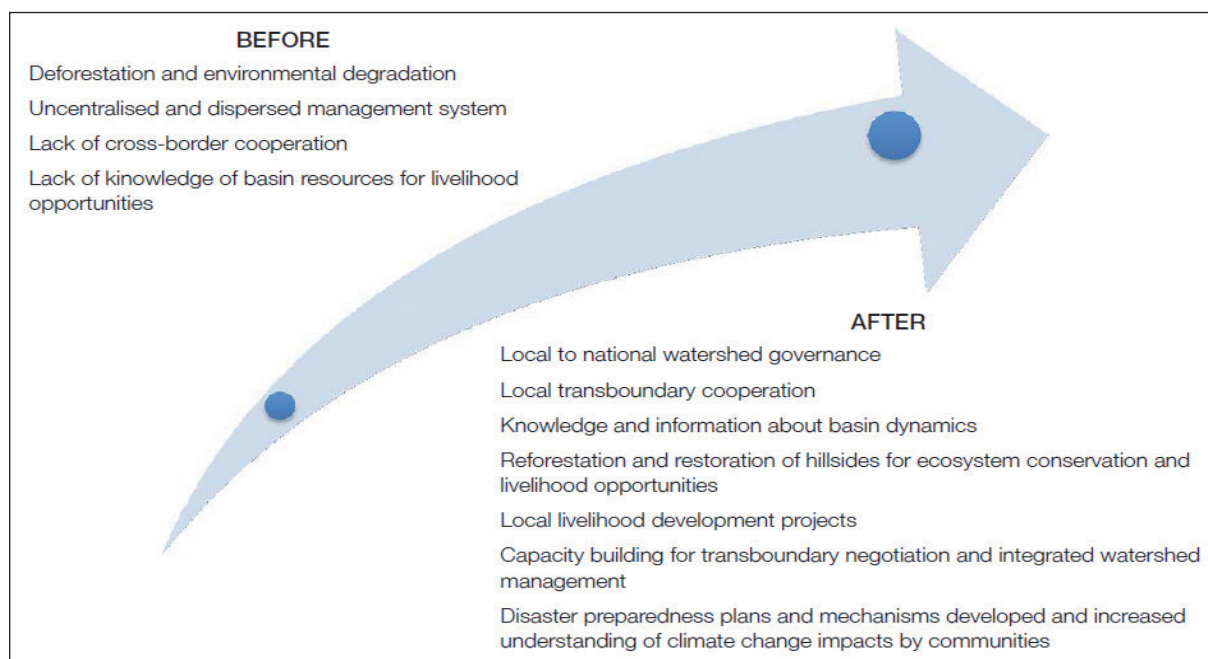 BEFORE
Deforestation and environmental degradation
Uncentralised and dispersed management system
Lack of cross-border cooperation
Lack of kinowledge of basin resources for livelihood
opportunities
AFTER
Local to national watershed governance
Local transboundary cooperation
Knowledge and information about basin dynamics
Reforestation and restoration of hillsides for ecosystem conservation and
livelihood opportunities
Local livelihood development projects
Capacity building for transboundary negotiation and integrated watershed
management
Disaster preparedness plans and mechanisms developed and increased
understanding of climate change impacts by communities